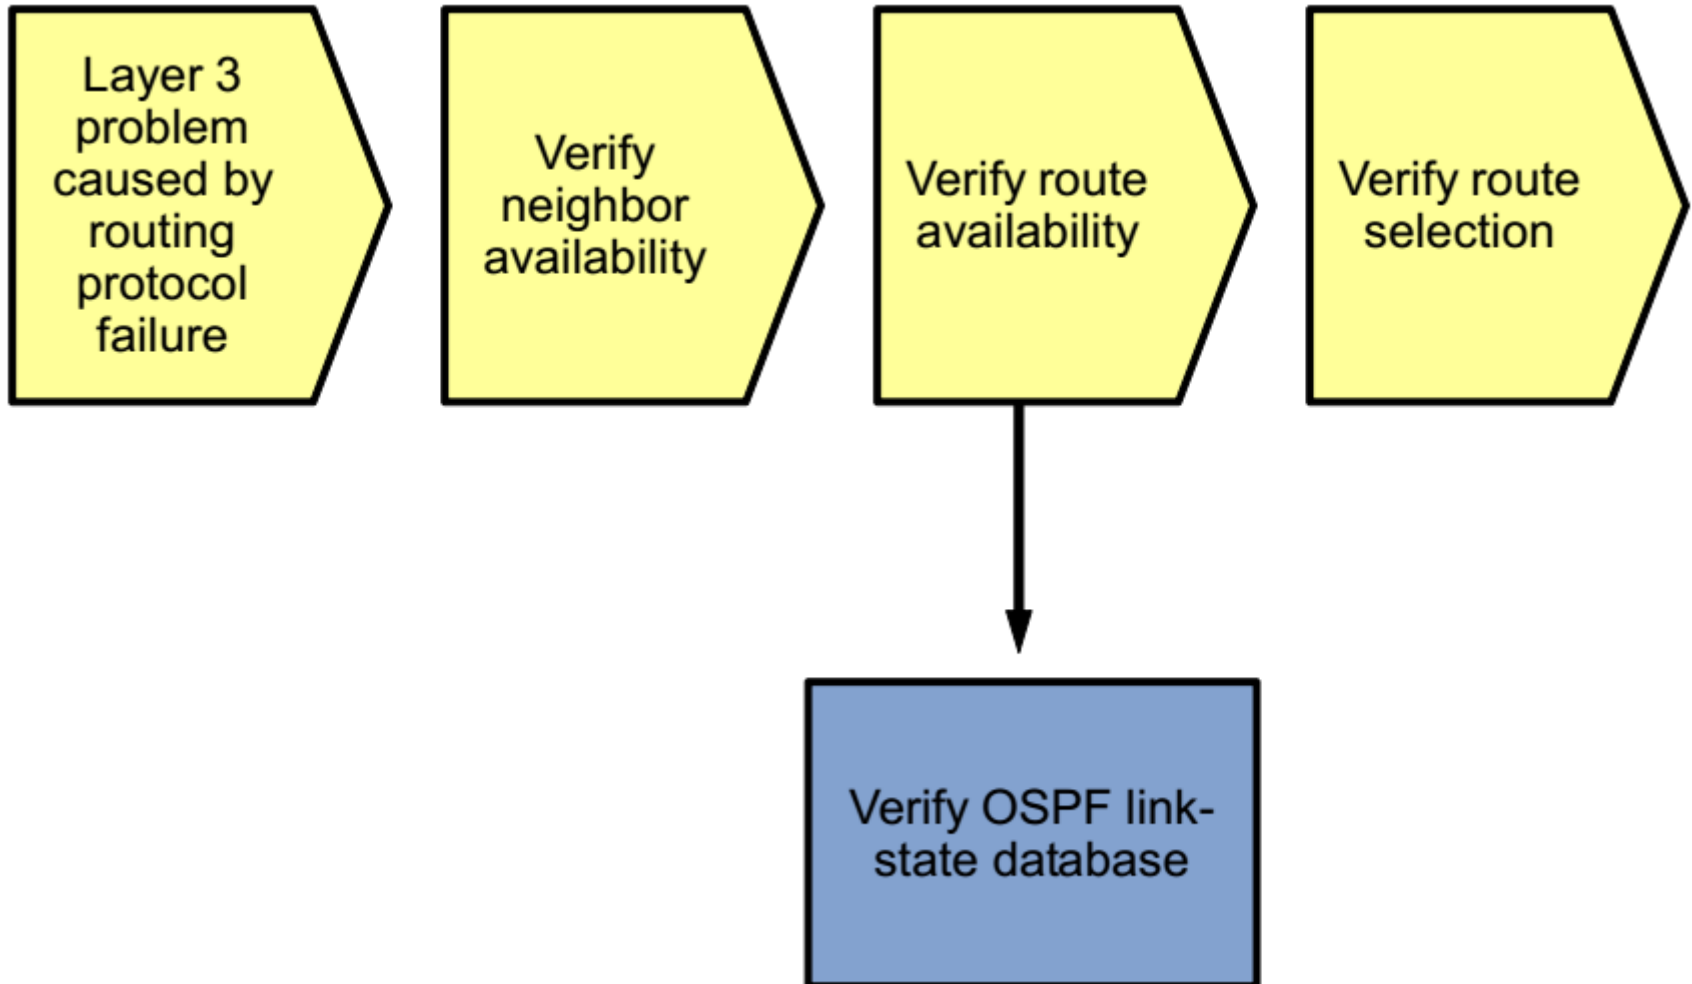 Layer 3
problem
caused by
routing
protocol
failure
Verify
neighbor
availability
Verify route
availability
Verify route
selection
Verify OSPF link-
state database